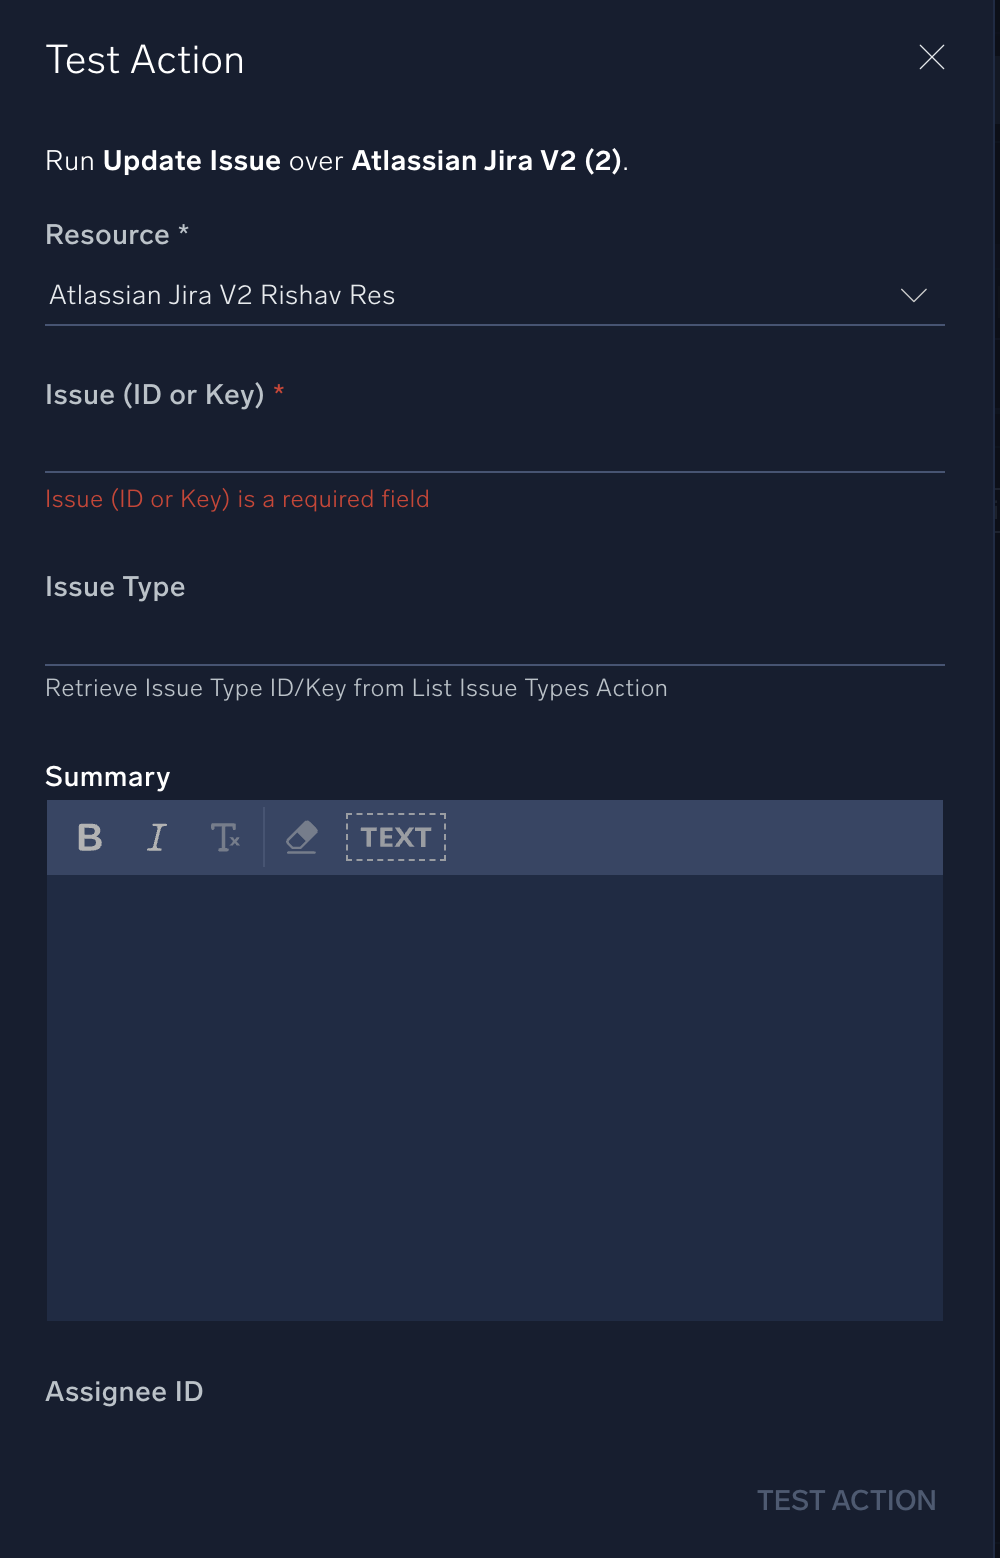 Test Action
Run Update Issue over Atlassian Jira V2 (2).
Resource *
Atlassian Jira V2 Rishav Res
Issue (ID or Key) *
Issue (ID or Key) is a required field
Issue Type
Retrieve Issue Type ID/Key from List Issue Types Action
Summary
B I Tx TEXT
Assignee ID
TEST ACTION